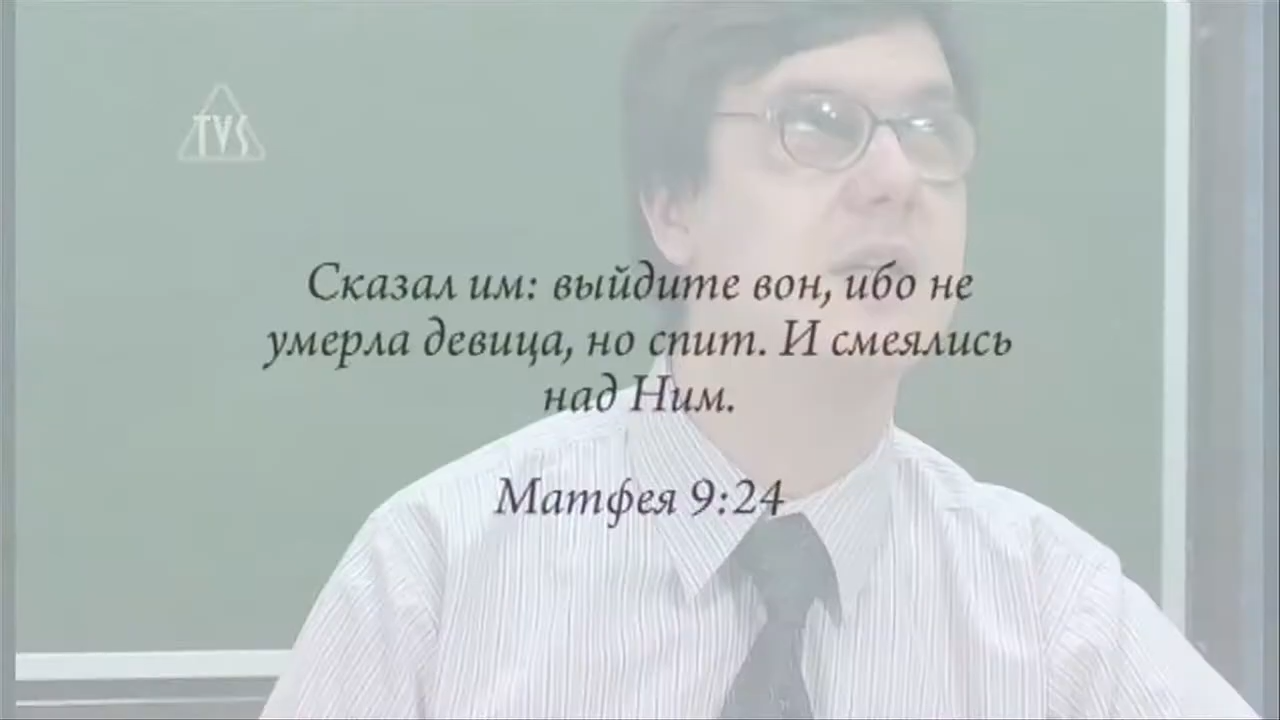 TVS
Сказал им: выйдите вон, ибо не
умерла девица, но спит. И смеялись
над Ним.
Матфея 9:24